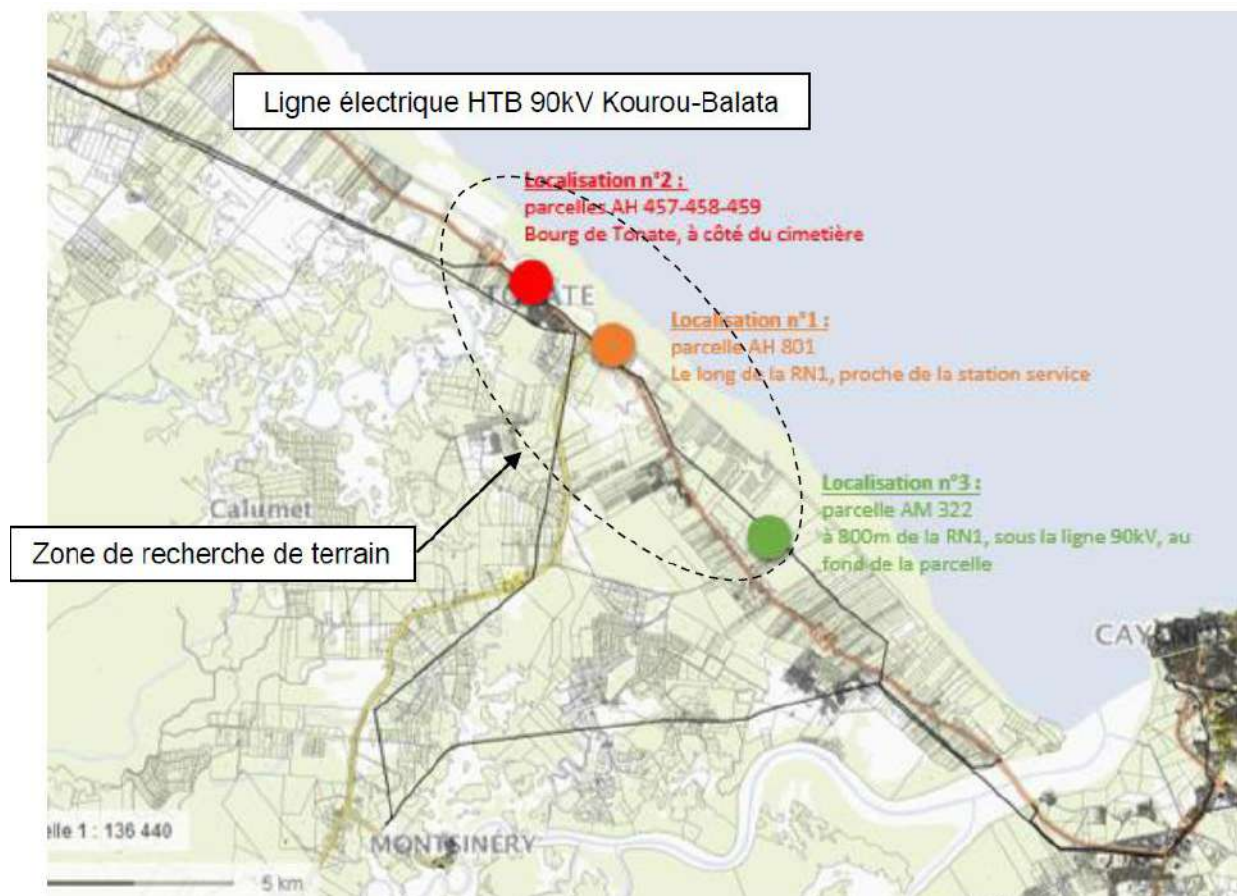 Ligne électrique HTB 90kV Kourou-Balata
Localisation n°2 :
parcelles AH 457-458-459
Bourg de Tonate, à côté du cimetière
Localisation n°1 :
parcelle AH 801
Le long de la RN1, proche de la station service
Localisation n°3 :
parcelle AM 322
à 800m de la RN1, sous la ligne 90kV, au
fond de la parcelle
Calumet
Zone de recherche de terrain
MONTSINÉRY
elle 1 : 136 440
5 km